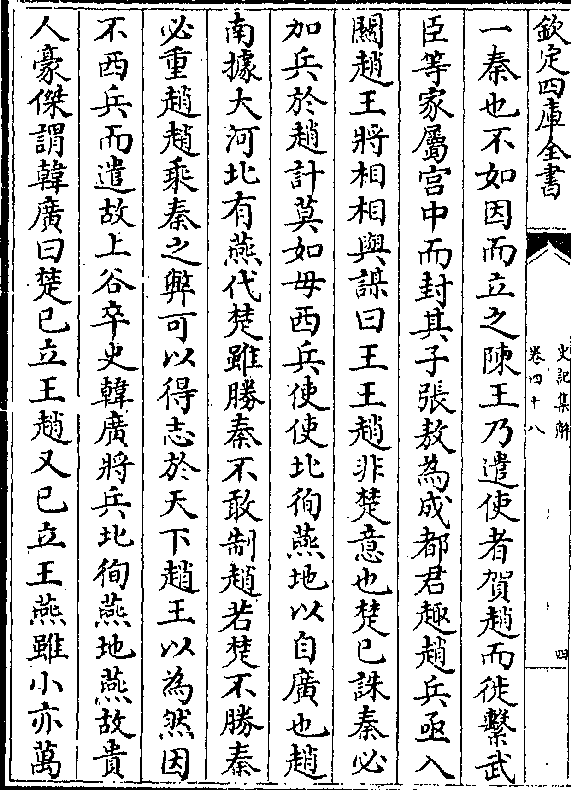 欽定四庫全書
史記集解
卷四十八
四
一秦也不如因而立之陳王乃遣使者賀趙而徙繫武
臣等家屬宮中而封其子張敖為成都君趣趙兵亟入
關趙王將相相與謀曰王王趙非楚意也楚已誅秦必
加兵於趙計莫如毋西兵使使北徇燕地以自廣也趙
南據大河北有燕代楚雖勝秦不敢制趙若楚不勝秦
必重趙趙乘秦之弊可以得志於天下趙王以為然因
不西兵而遣故上谷卒史韓廣將兵北徇燕地燕故貴
人豪傑謂韓廣曰楚已立王趙又已立王燕雖小亦萬